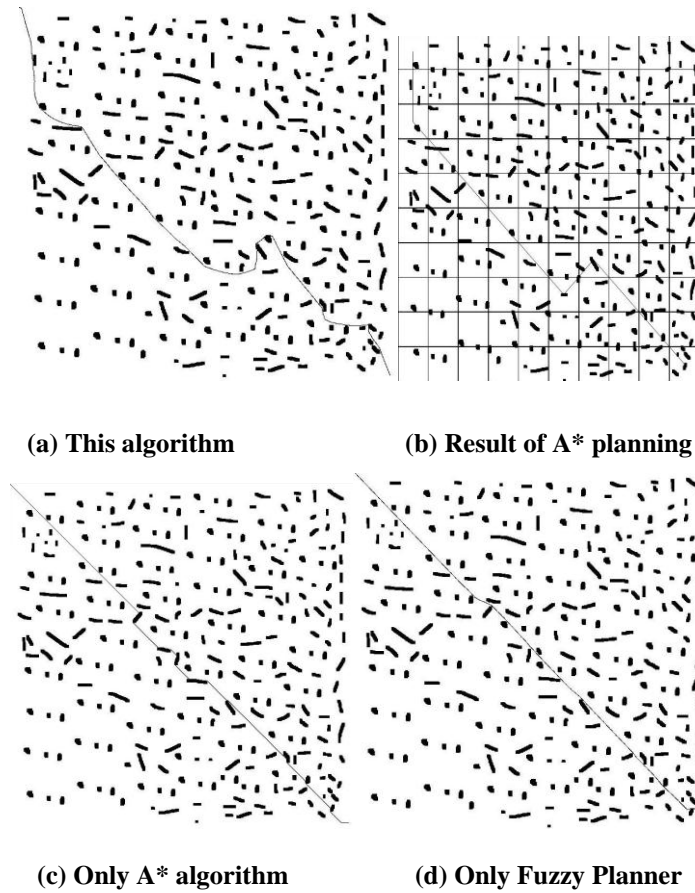 (a) This algorithm
(b) Result of A* planning
(c) Only A* algorithm
(d) Only Fuzzy Planner